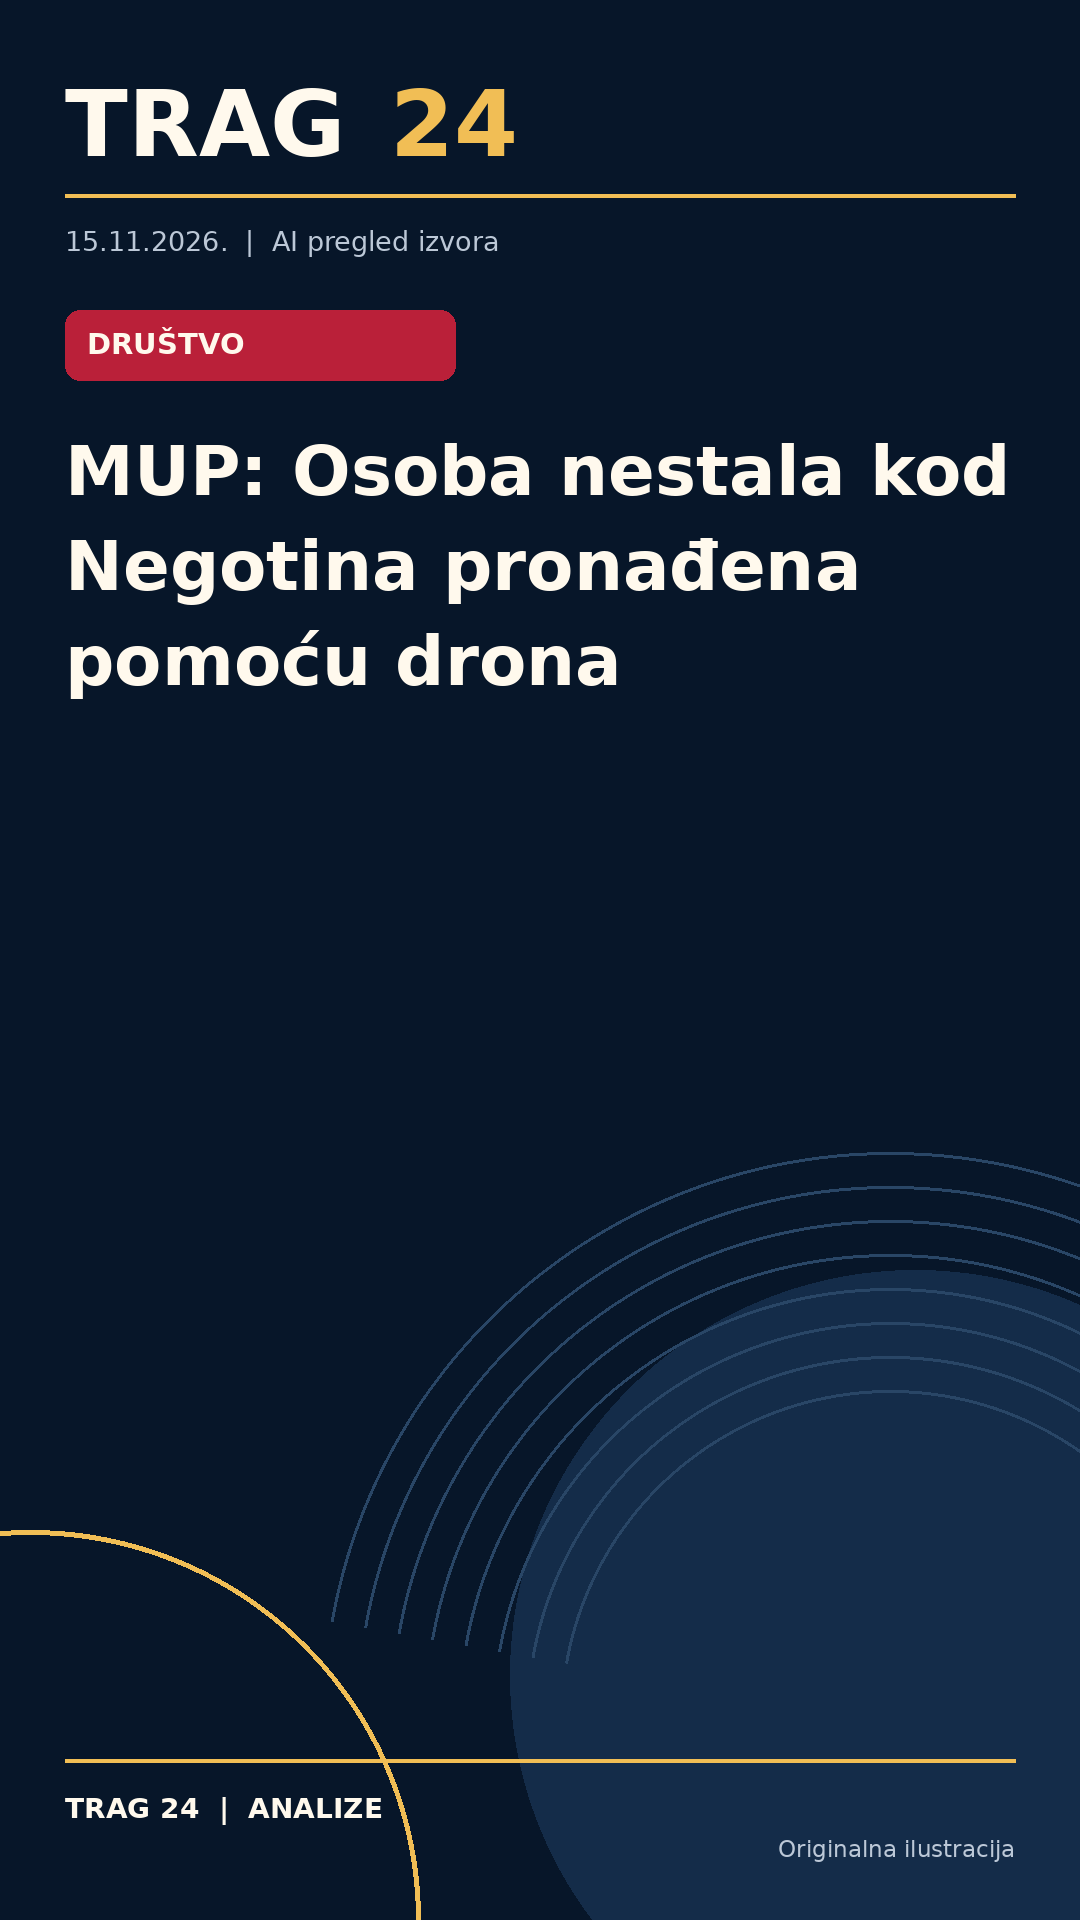 TRAG 24
15.11.2026. | AI pregled izvora
DRUŠTVO
MUP: Osoba nestala kod
Negotina pronađena
pomoću drona
TRAG 24 | ANALIZE
Originalna ilustracija